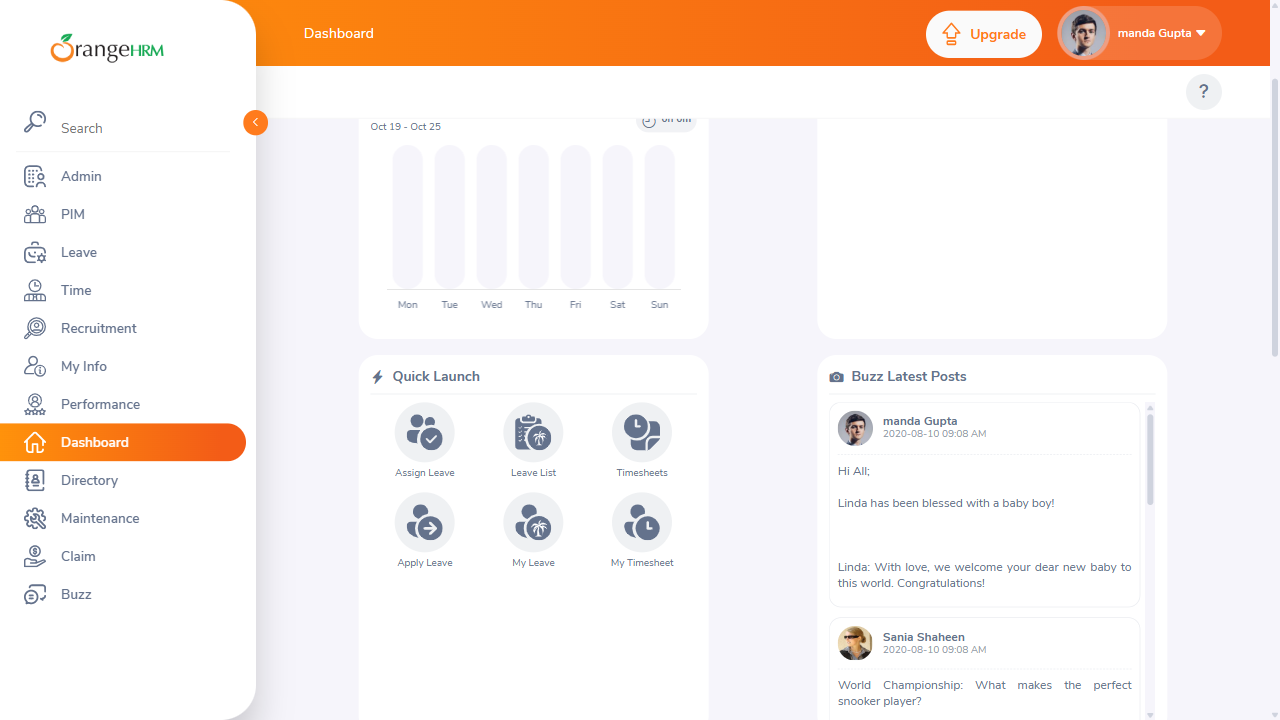 OrangeHRM
Dashboard
Upgrade
manda Gupta
?
Search
Admin
PIM
Leave
Time
Recruitment
My Info
Performance
Dashboard
Directory
Maintenance
Claim
Buzz
Oct 19 - Oct 25
0h 0m
Mon Tue Wed Thu Fri Sat Sun
Quick Launch
Assign Leave Leave List Timesheets
Apply Leave My Leave My Timesheet
Buzz Latest Posts
manda Gupta
2020-08-10 09:08 AM
Hi All;
Linda has been blessed with a baby boy!
Linda: With love, we welcome your dear new baby to
this world. Congratulations!
Sania Shaheen
2020-08-10 09:08 AM
World Championship: What makes the perfect
snooker player?